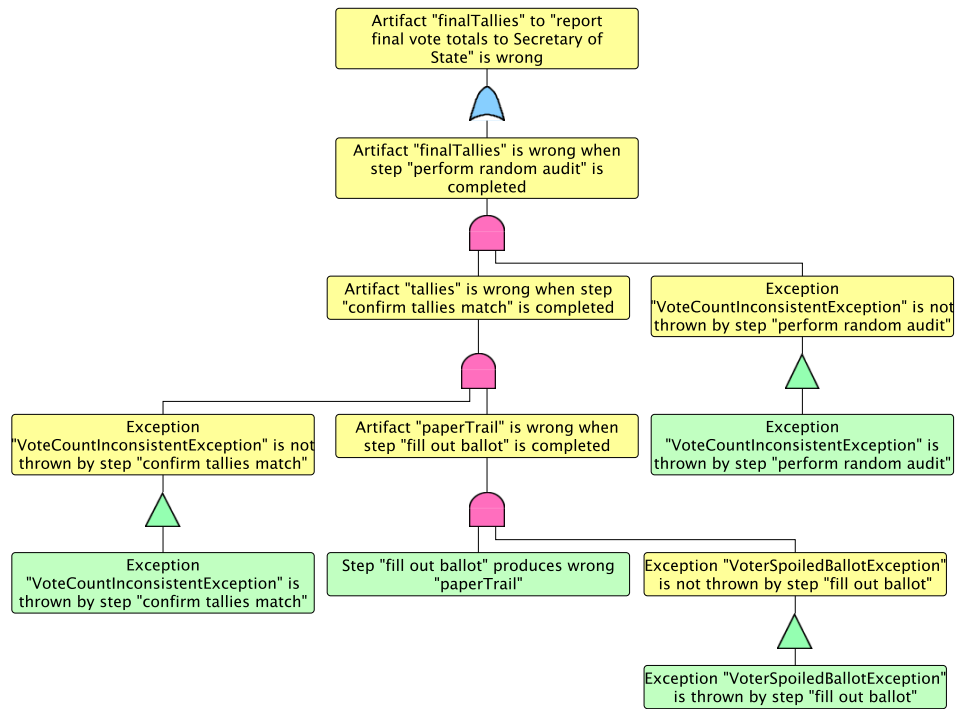 Artifact "finalTallies" to "report
final vote totals to Secretary of
State" is wrong
Artifact "finalTallies" is wrong when
step "perform random audit" is
completed
Artifact "tallies" is wrong when step
"confirm tallies match" is completed
Exception
"VoteCountInconsistentException" is not
thrown by step "perform random audit"
Exception
"VoteCountInconsistentException" is not
thrown by step "confirm tallies match"
Artifact "paperTrail" is wrong when
step "fill out ballot" is completed
Exception
"VoteCountInconsistentException" is
thrown by step "perform random audit"
Exception
"VoteCountInconsistentException" is
thrown by step "confirm tallies match"
Step "fill out ballot" produces wrong
"paperTrail"
Exception "VoterSpoiledBallotException"
is not thrown by step "fill out ballot"
Exception "VoterSpoiledBallotException"
is thrown by step "fill out ballot"